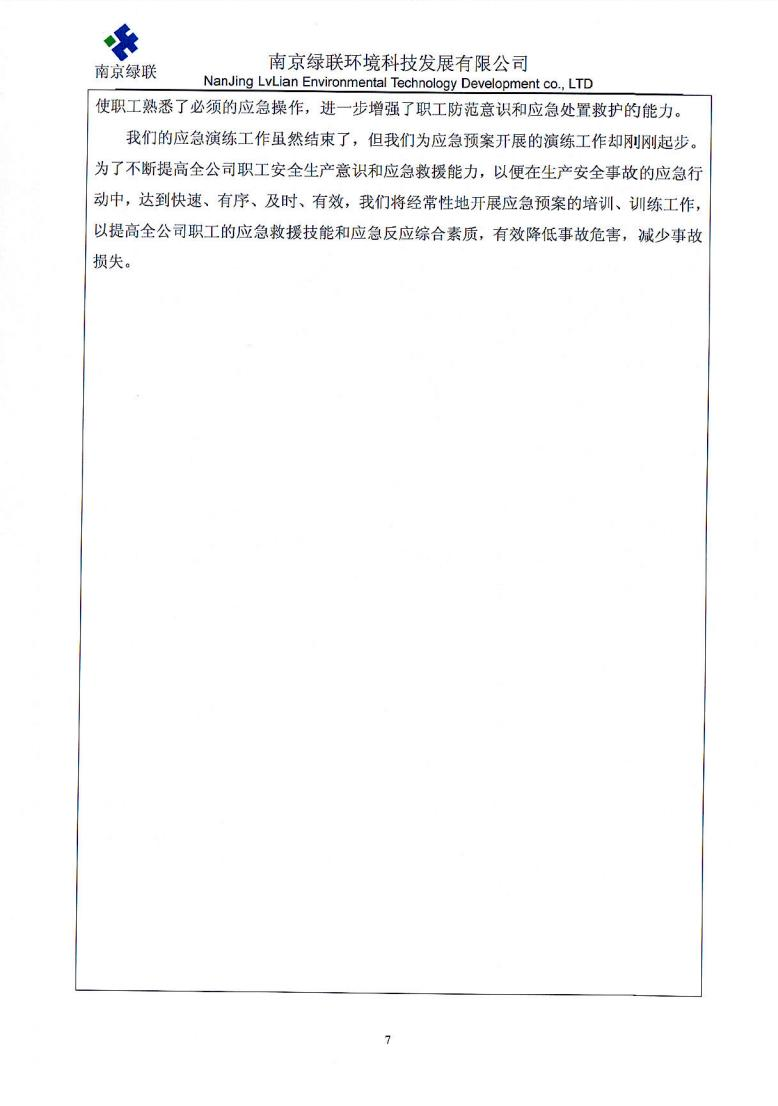 南京绿联
南京绿联环境科技发展有限公司
NanJing LvLian Environmental Technology Development co., LTD
使职工熟悉了必须的应急操作，进一步增强了职工防范意识和应急处置救护的能力。
我们的应急演练工作虽然结束了，但我们为应急预案开展的演练工作却刚刚起步。
为了不断提高全公司职工安全生产意识和应急救援能力，以便在生产安全事故的应急行
动中，达到快速、有序、及时、有效，我们将经常性地开展应急预案的培训、训练工作，
以提高全公司职工的应急救援技能和应急反应综合素质，有效降低事故危害，减少事故
损失。
7